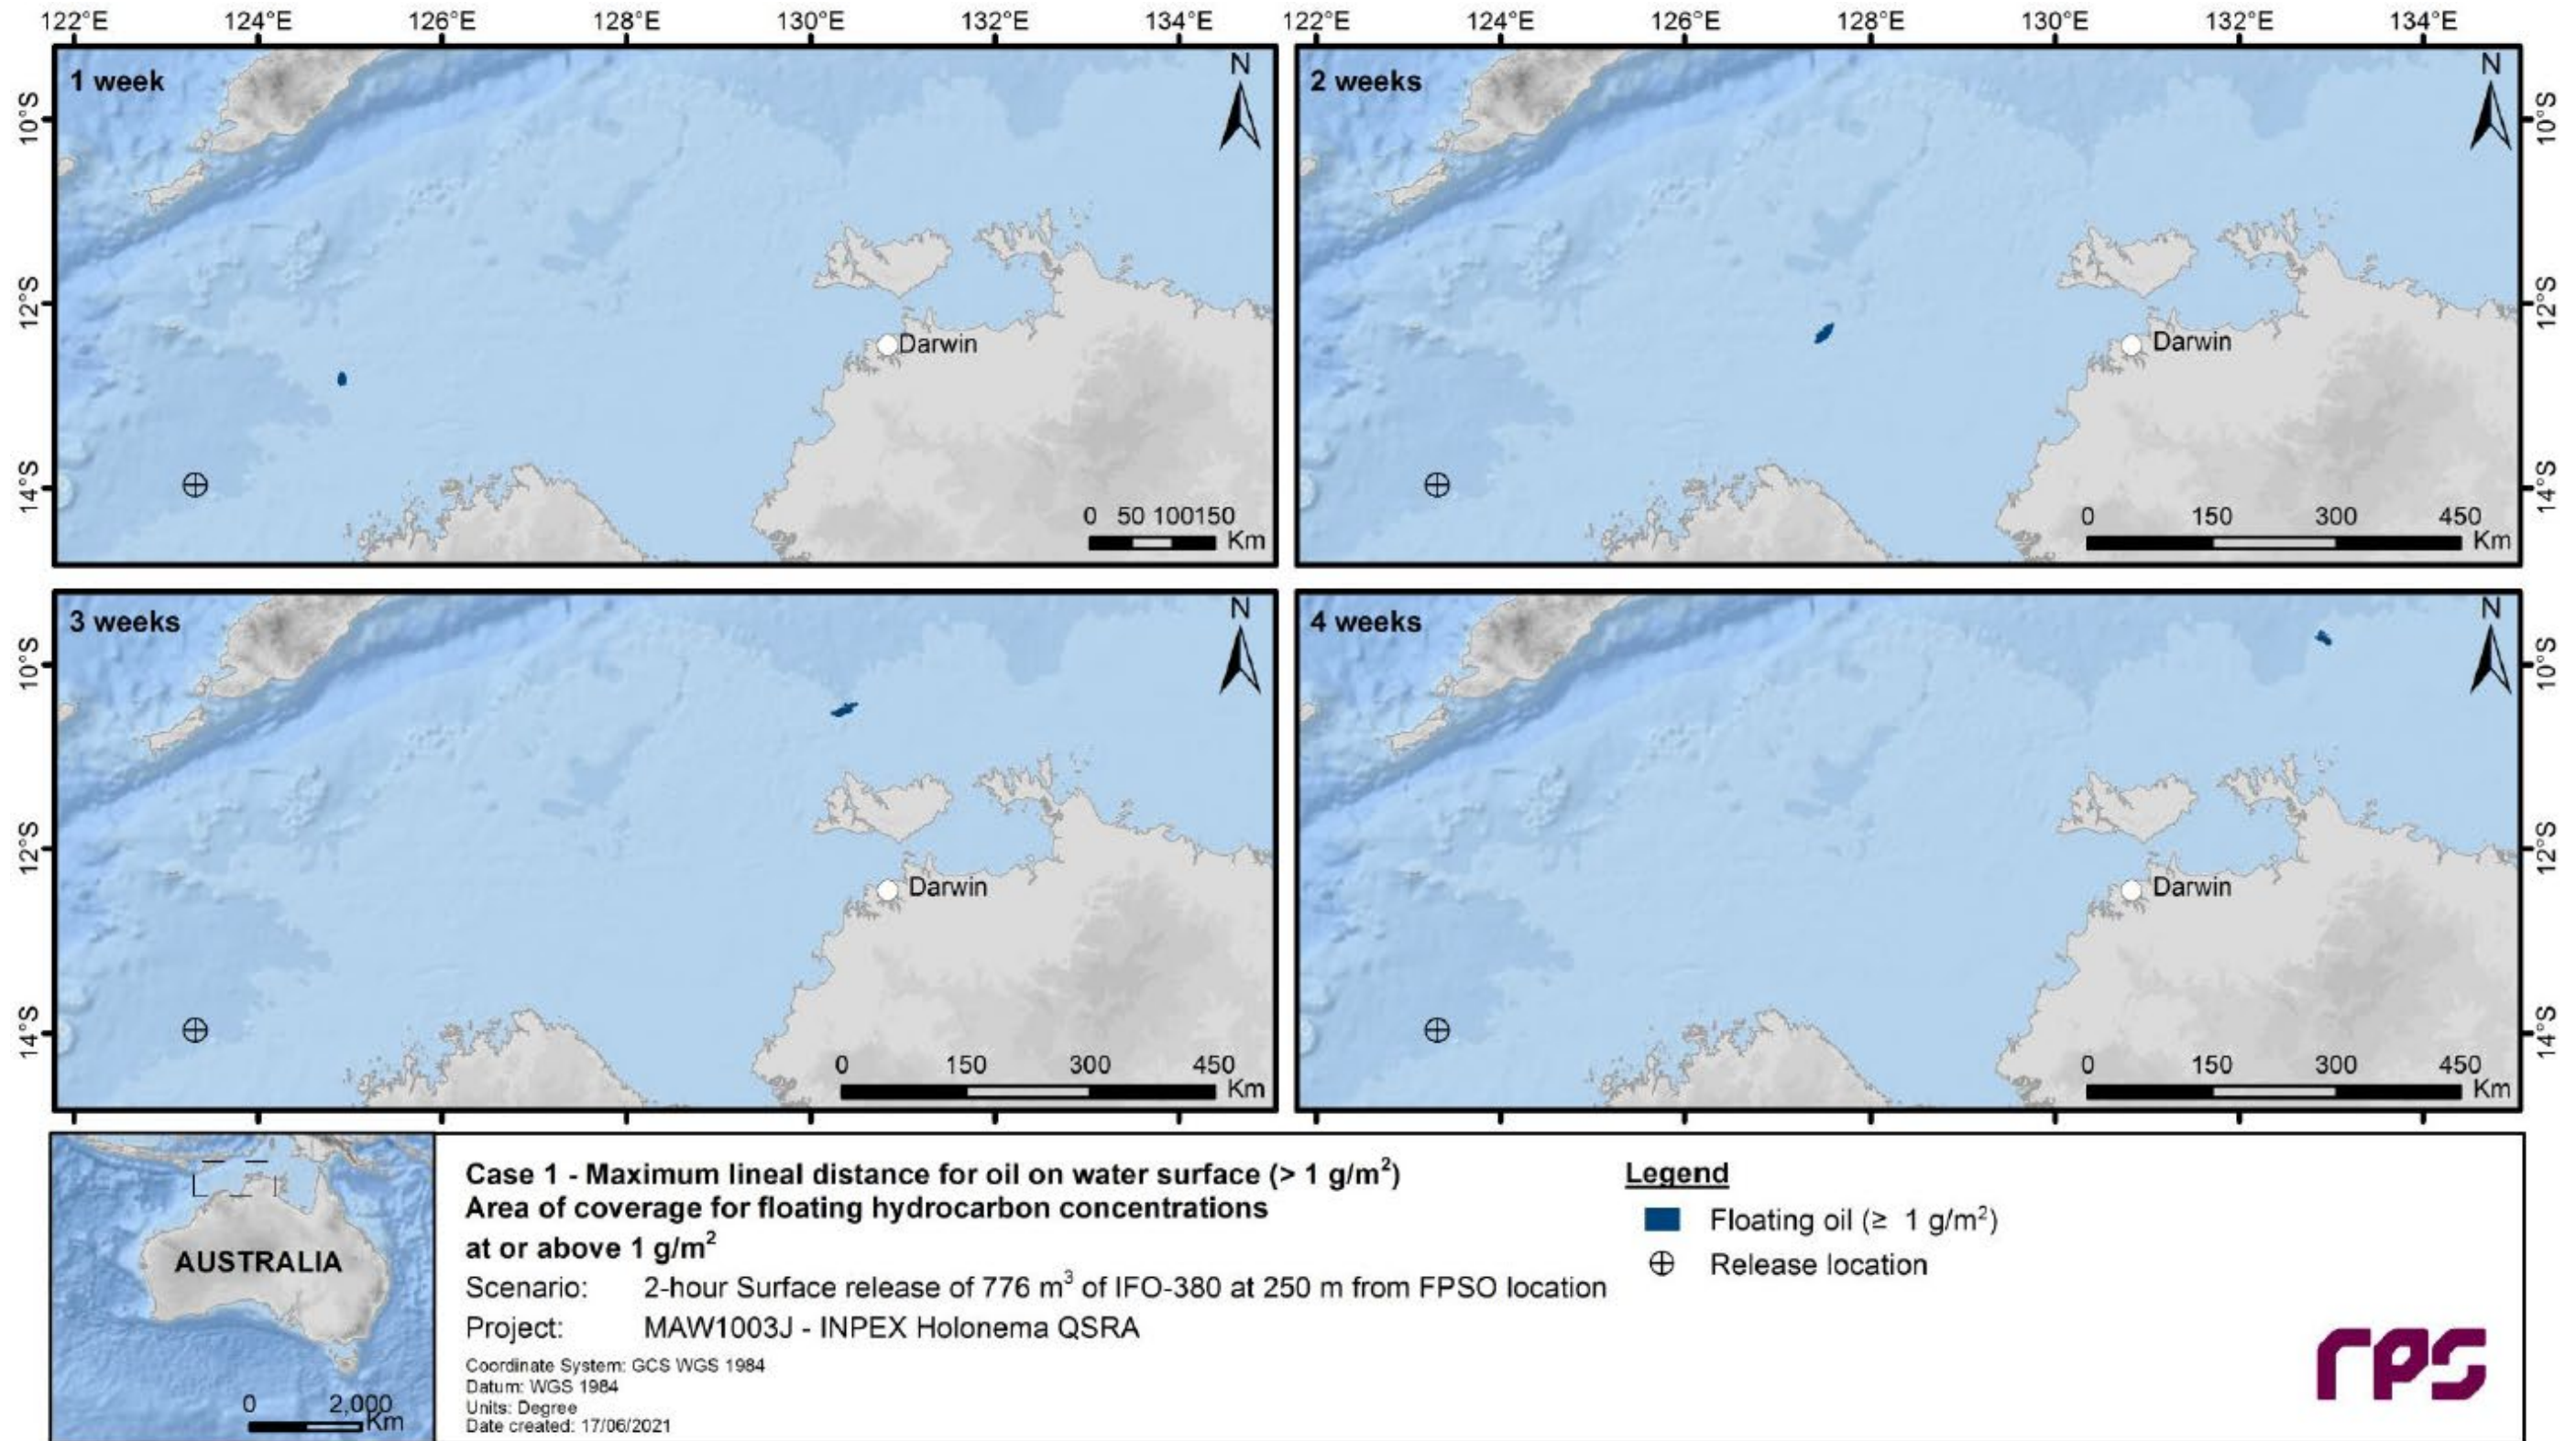 122°E 124°E 126°E 128°E 130°E 132°E 134°E 122°E 124°E 126°E 128°E 130°E 132°E 134°E
1 week
N
10°S
12°S
14°S
Darwin
0 50 100150
Km
2 weeks
N
10°S
12°S
14°S
Darwin
0 150 300 450
Km
3 weeks
N
10°S
12°S
14°S
Darwin
0 150 300 450
Km
4 weeks
N
10°S
12°S
14°S
Darwin
0 150 300 450
Km
AUSTRALIA
0 2,000
Km
Case 1 - Maximum lineal distance for oil on water surface (> 1 g/m²)
Area of coverage for floating hydrocarbon concentrations
at or above 1 g/m²
Scenario: 2-hour Surface release of 776 m³ of IFO-380 at 250 m from FPSO location
Project: MAW1003J - INPEX Holonema QSRA
Coordinate System: GCS WGS 1984
Datum: WGS 1984
Units: Degree
Date created: 17/06/2021
Legend
Floating oil (≥ 1 g/m²)
Release location
rps